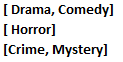 [ Drama, Comedy]
[ Horror]
[Crime, Mystery]